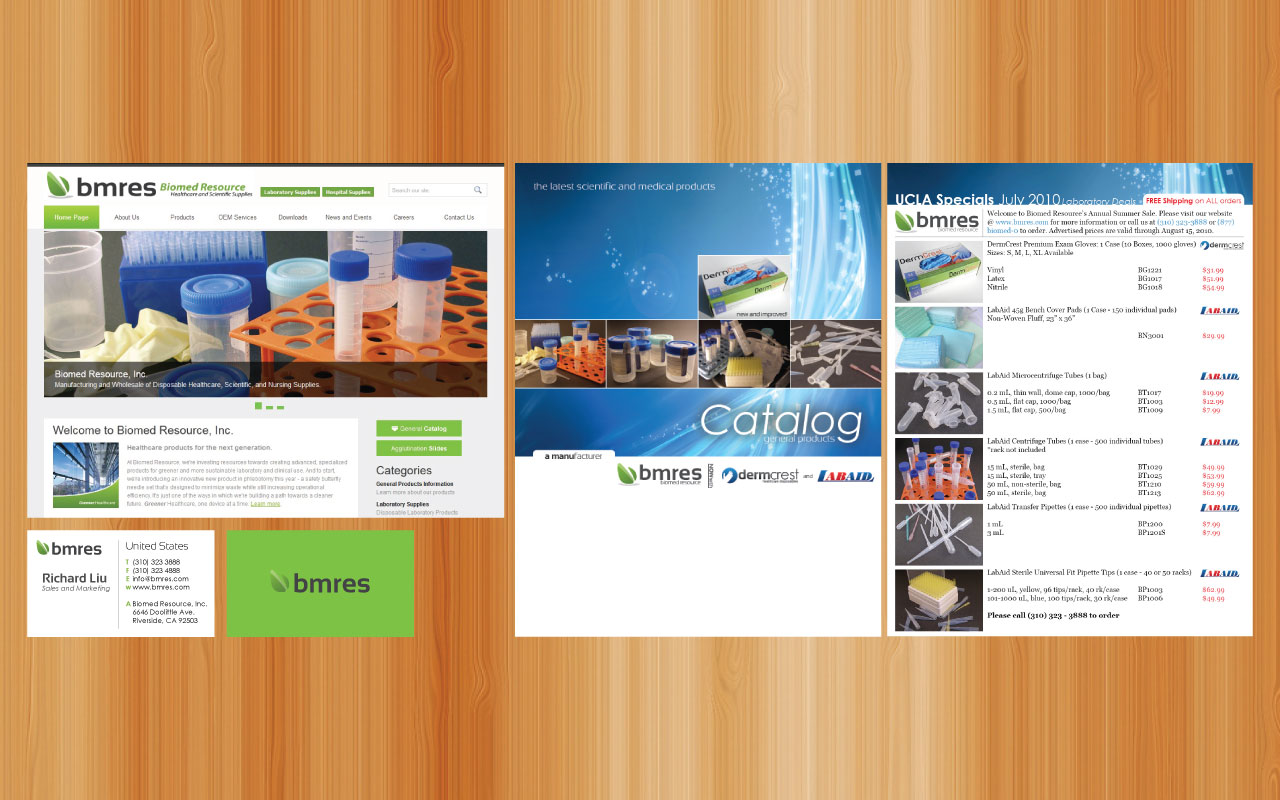 bmres Biomed Resource
Healthcare and Scientific Supplies
Laboratory Supplies Hospital Supplies
Search our site
Home Page About Us Products OEM Services Downloads News and Events Careers Contact Us
Biomed Resource, Inc.
Manufacturing and Wholesale of Disposable Healthcare, Scientific, and Nursing Supplies.
Welcome to Biomed Resource, Inc.
Healthcare products for the next generation.
At Biomed Resource, we're investing resources towards creating advanced, specialized
products for greener and more sustainable laboratory and clinical use. And to start,
we're introducing an innovative new product in phlebotomy this year - a safety butterfly
needle set that's designed to minimize waste while still increasing operational
efficiency. It's just one of the ways in which we're building a path towards a cleaner
future. Greener Healthcare, one device at a time. Learn more.
Greener Healthcare
General Catalog
Agglutination Slides
Categories
General Products Information
Learn more about our products
Laboratory Supplies
Disposable Laboratory Products
bmres
Richard Liu
Sales and Marketing
United States
T (310) 323 3888
F (310) 323 4888
E info@bmres.com
w www.bmres.com
A Biomed Resource, Inc.
6646 Doolittle Ave.
Riverside, CA 92503
bmres
the latest scientific and medical products
DermCrest
Derm
new and improved!
Catalog
general products
a manufacturer
bmres
biomed resource
dermcrest and LABAID
UCLA Specials July 2010 Laboratory Deals
FREE Shipping on ALL orders
bmres
biomed resource
Welcome to Biomed Resource's Annual Summer Sale. Please visit our website
@ www.bmres.com for more information or call us at (310) 323-3888 or (877)
biomed-0 to order. Advertised prices are valid through August 15, 2010.
DermCrest Premium Exam Gloves: 1 Case (10 Boxes, 1000 gloves) dermcrest
Sizes: S, M, L, XL Available
Vinyl BG1221 $31.99
Latex BG1017 $51.99
Nitrile BG1018 $54.99
LabAid 45g Bench Cover Pads (1 Case - 150 individual pads) LABAID
Non-Woven Fluff, 23" x 36"
BN3001 $29.99
LabAid Microcentrifuge Tubes (1 bag) LABAID
0.2 mL, thin wall, dome cap, 1000/bag BT1017 $19.99
0.5 mL, flat cap, 1000/bag BT1003 $12.99
1.5 mL, flat cap, 500/bag BT1009 $7.99
LabAid Centrifuge Tubes (1 case - 500 individual tubes) LABAID
*rack not included
15 mL, sterile, bag BT1029 $49.99
15 mL, sterile, tray BT1025 $53.99
50 mL, non-sterile, bag BT1210 $59.99
50 mL, sterile, bag BT1213 $62.99
LabAid Transfer Pipettes (1 case - 500 individual pipettes) LABAID
1 mL BP1200 $7.99
3 mL BP1201S $7.99
LabAid Sterile Universal Fit Pipette Tips (1 case - 40 or 50 racks) LABAID
1-200 uL, yellow, 96 tips/rack, 40 rk/case BP1003 $62.99
101-1000 uL, blue, 100 tips/rack, 30 rk/case BP1006 $49.99
Please call (310) 323 - 3888 to order